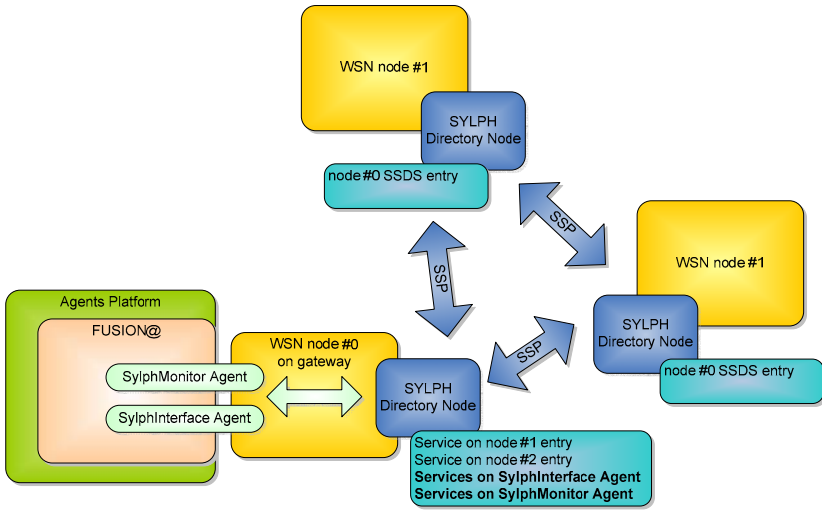 WSN node #1
SYLPH
Directory Node
node #0 SSDS entry
SSP
SSP
WSN node #1
SYLPH
Directory Node
node #0 SSDS entry
SSP
Agents Platform
FUSION@
SylphMonitor Agent
SylphInterface Agent
WSN node #0
on gateway
SYLPH
Directory Node
Service on node #1 entry
Service on node #2 entry
Services on SylphInterface Agent
Services on SylphMonitor Agent